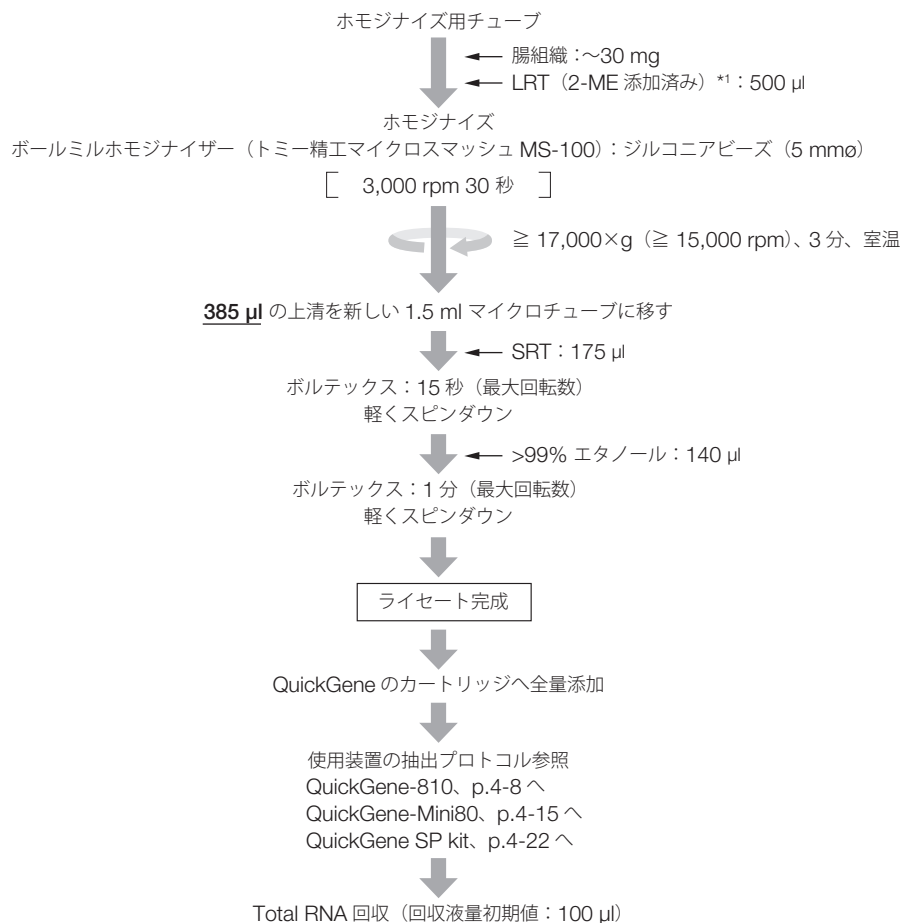 ホモジナイズ用チューブ
腸組織：～30 mg
LRT（2-ME 添加済み）*1：500 μl
ホモジナイズ
ボールミルホモジナイザー（トミー精工マイクロスマッシュ MS-100）：ジルコニアビーズ（5 mmø）
[ 3,000 rpm 30 秒 ]
≧ 17,000×g（≧ 15,000 rpm）、3 分、室温
385 μl の上清を新しい 1.5 ml マイクロチューブに移す
SRT：175 μl
ボルテックス：15 秒（最大回転数）
軽くスピンダウン
>99% エタノール：140 μl
ボルテックス：1 分（最大回転数）
軽くスピンダウン
ライセート完成
QuickGene のカートリッジへ全量添加
使用装置の抽出プロトコル参照
QuickGene-810、p.4-8 へ
QuickGene-Mini80、p.4-15 へ
QuickGene SP kit、p.4-22 へ
Total RNA 回収（回収液量初期値：100 μl）